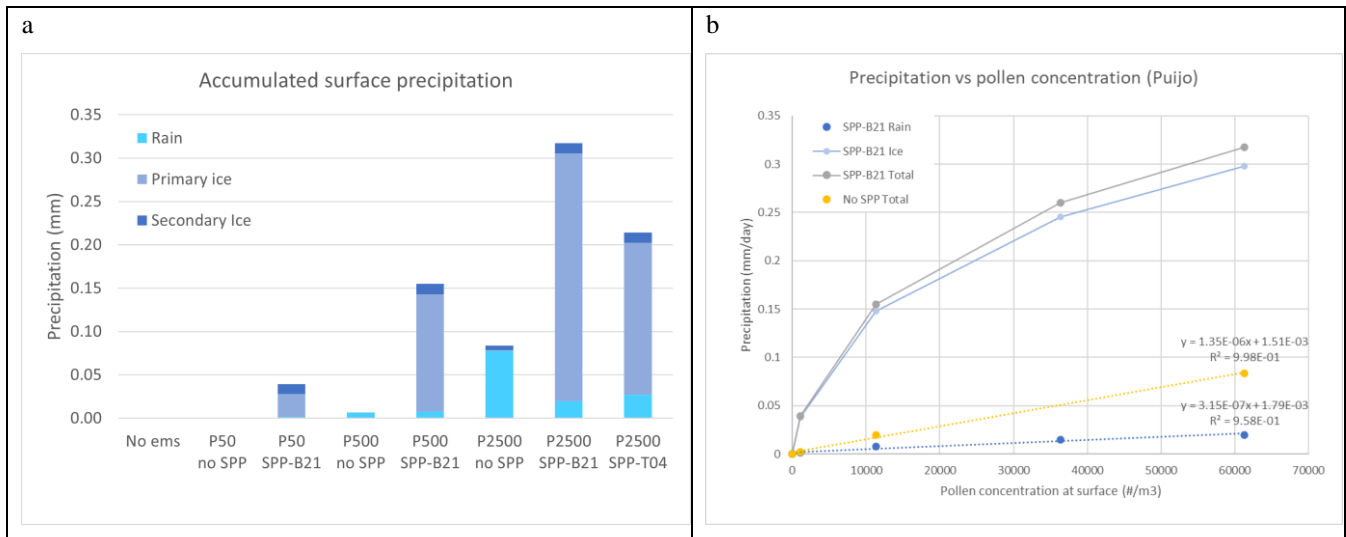 a
Accumulated surface precipitation
0.35
0.30
0.25
0.20
0.15
0.10
0.05
0.00
Precipitation (mm)
Rain
Primary ice
Secondary Ice
No ems P50 P50 P500 P500 P2500 P2500 P2500
no SPP SPP-B21 no SPP SPP-B21 no SPP SPP-B21 SPP-T04
b
Precipitation vs pollen concentration (Puijo)
0.35
0.3
0.25
0.2
0.15
0.1
0.05
0
Precipitation (mm/day)
SPP-B21 Rain
SPP-B21 Ice
SPP-B21 Total
No SPP Total
y = 1.35E-06x + 1.51E-03
R² = 9.98E-01
y = 3.15E-07x + 1.79E-03
R² = 9.58E-01
0 10000 20000 30000 40000 50000 60000 70000
Pollen concentration at surface (#/m3)